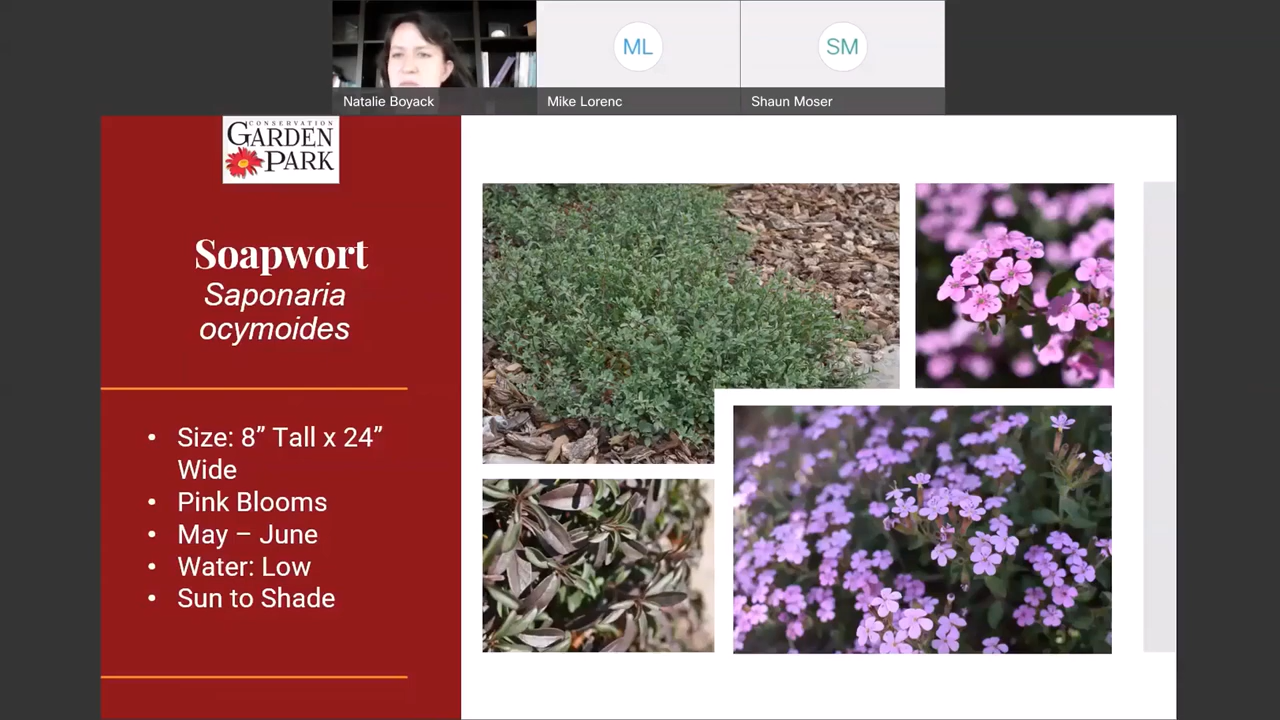 ML
SM
Natalie Boyack
Mike Lorenc
Shaun Moser
CONSERVATION
GARDEN
PARK
Soapwort
Saponaria
ocymoides
• Size: 8” Tall x 24”
Wide
• Pink Blooms
• May – June
• Water: Low
• Sun to Shade